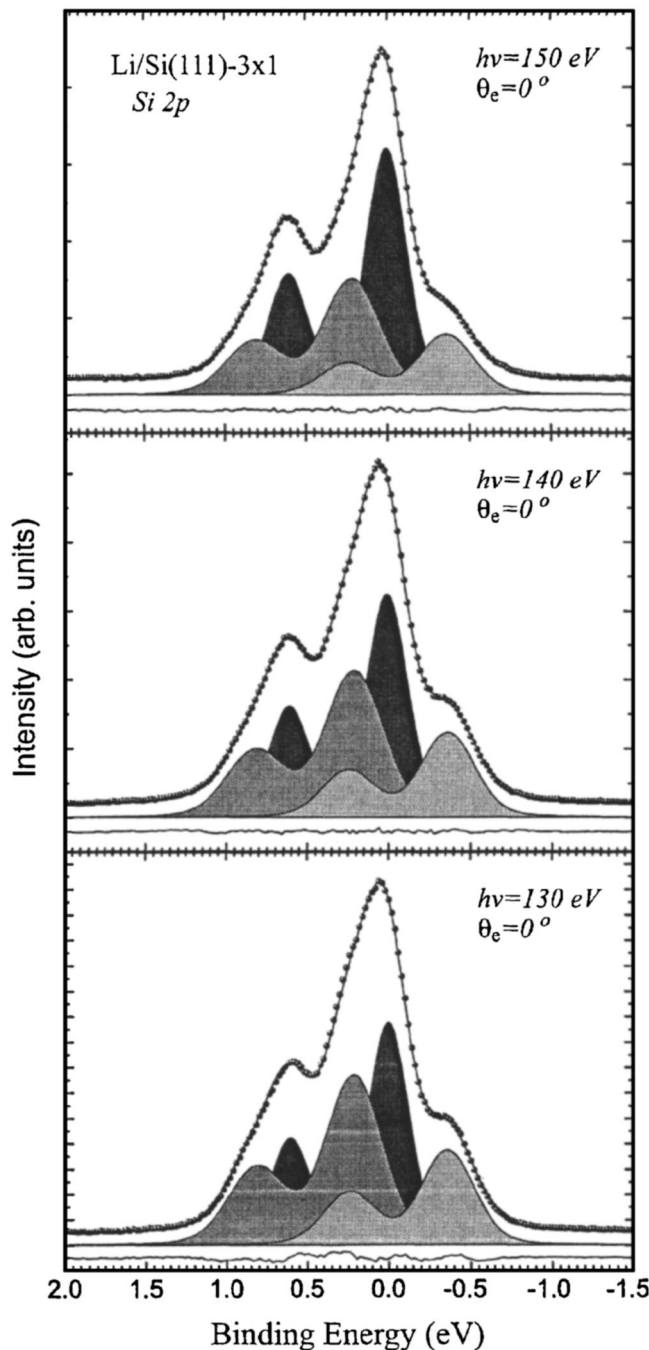 Li/Si(111)-3x1
Si 2p
hν=150 eV
θe=0 º
hν=140 eV
θe=0 º
hν=130 eV
θe=0 º
Intensity (arb. units)
2.0 1.5 1.0 0.5 0.0 -0.5 -1.0 -1.5
Binding Energy (eV)